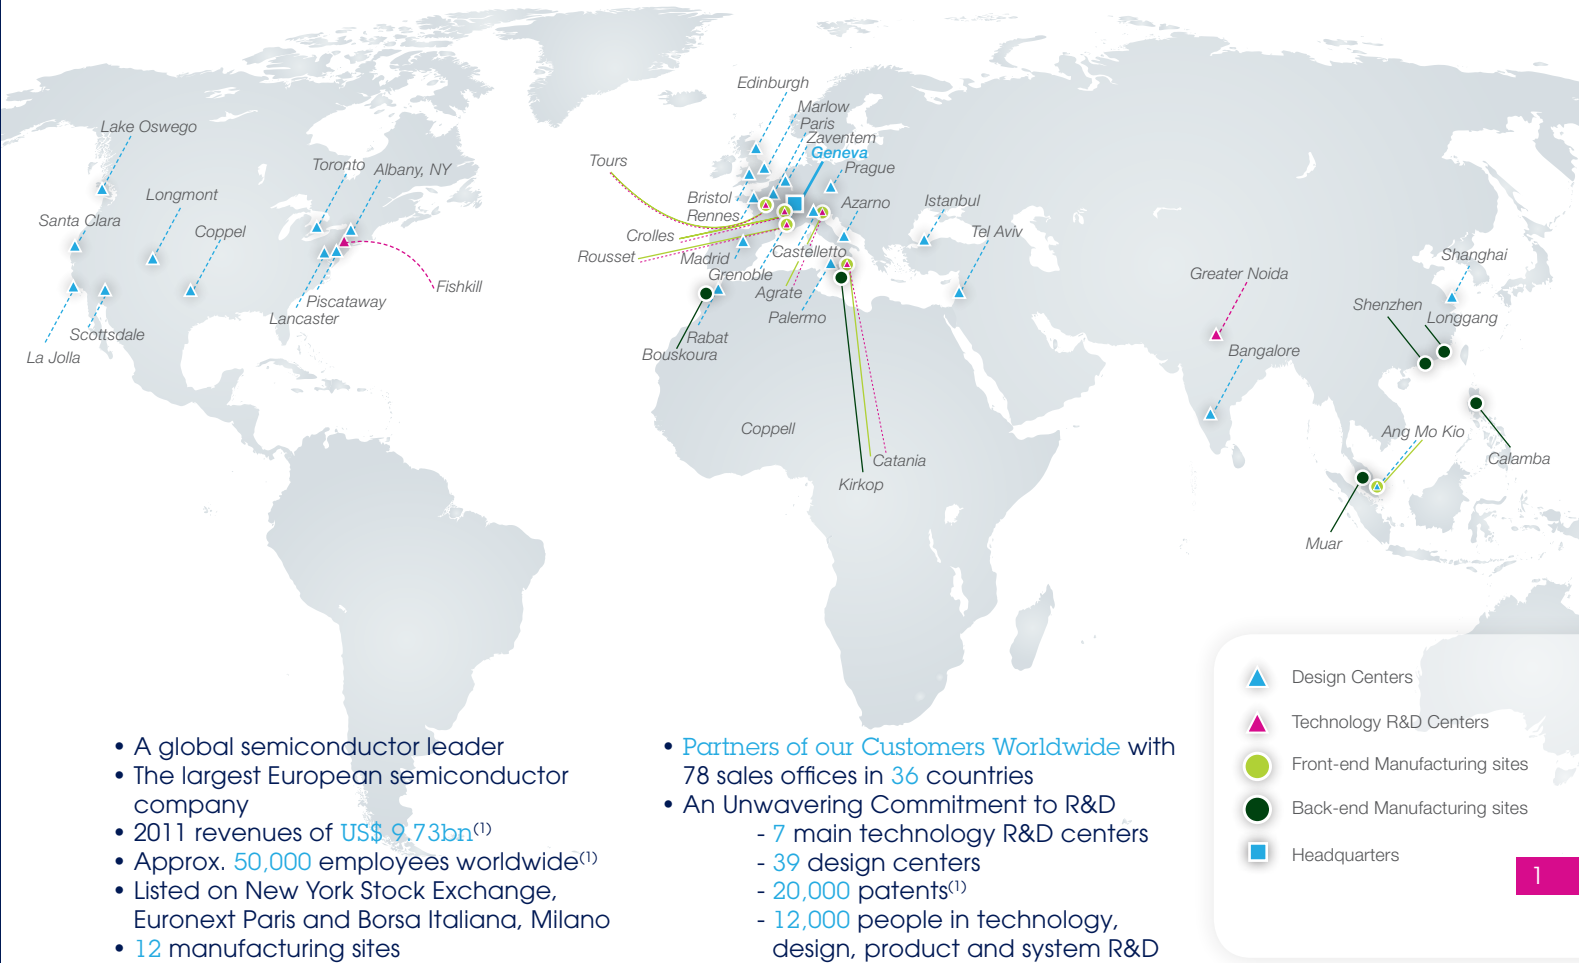 Edinburgh
Marlow
Paris
Zaventem
Geneva
Prague
Lake Oswego
Toronto
Albany, NY
Tours
Longmont
Bristol
Azarno
Istanbul
Santa Clara
Rennes
Coppel
Crolles
Tel Aviv
Rousset
Madrid
Castelletto
Shanghai
Grenoble
Greater Noida
Fishkill
Agrate
Piscataway
Shenzhen
Lancaster
Palermo
Longgang
Scottsdale
Rabat
La Jolla
Bouskoura
Bangalore
Coppell
Ang Mo Kio
Catania
Calamba
Kirkop
Muar
Design Centers
Technology R&D Centers
Front-end Manufacturing sites
Back-end Manufacturing sites
Headquarters
1
• A global semiconductor leader
• The largest European semiconductor
company
• 2011 revenues of US$ 9.73bn(1)
• Approx. 50,000 employees worldwide(1)
• Listed on New York Stock Exchange,
Euronext Paris and Borsa Italiana, Milano
• 12 manufacturing sites
• Partners of our Customers Worldwide with
78 sales offices in 36 countries
• An Unwavering Commitment to R&D
- 7 main technology R&D centers
- 39 design centers
- 20,000 patents(1)
- 12,000 people in technology,
design, product and system R&D